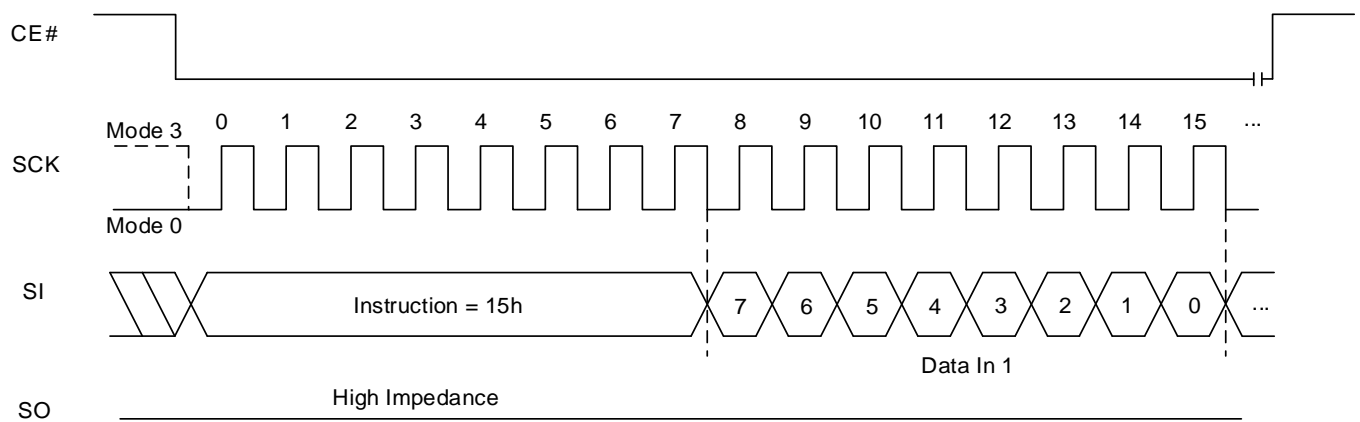 CE#
Mode 3 0 1 2 3 4 5 6 7 8 9 10 11 12 13 14 15 ...
SCK
Mode 0
SI Instruction = 15h 7 6 5 4 3 2 1 0 ...
Data In 1
High Impedance
SO